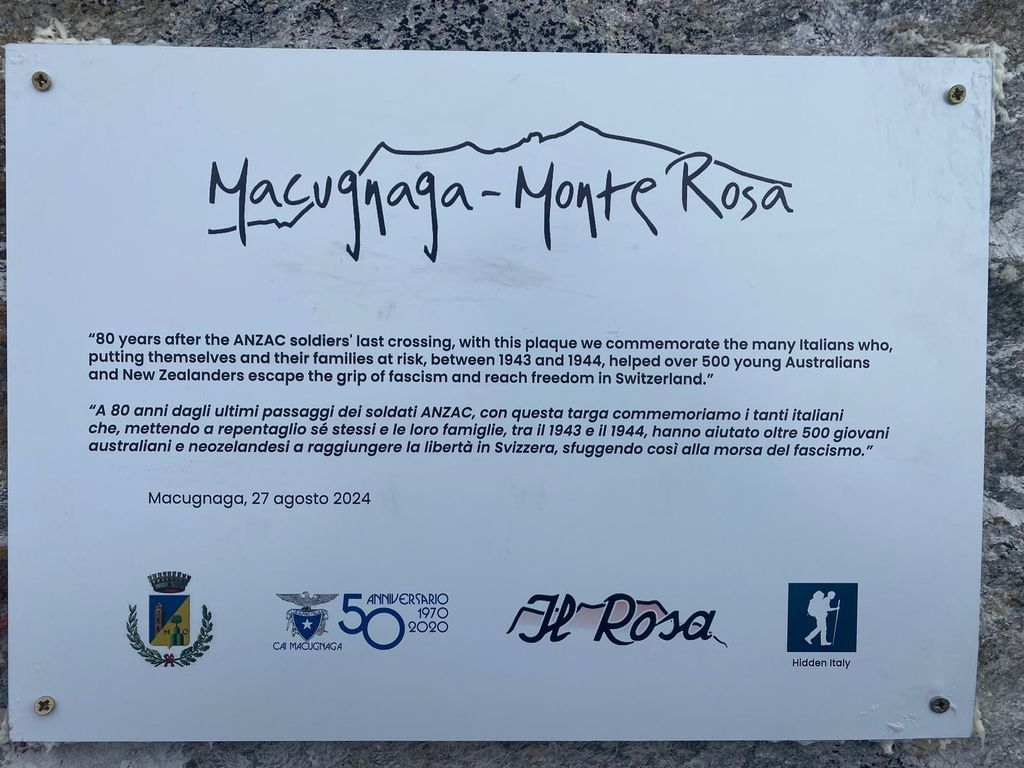 Macugnaga - Monte Rosa
“80 years after the ANZAC soldiers' last crossing, with this plaque we commemorate the many Italians who,
putting themselves and their families at risk, between 1943 and 1944, helped over 500 young Australians
and New Zealanders escape the grip of fascism and reach freedom in Switzerland.”
“A 80 anni dagli ultimi passaggi dei soldati ANZAC, con questa targa commemoriamo i tanti italiani
che, mettendo a repentaglio sé stessi e le loro famiglie, tra il 1943 e il 1944, hanno aiutato oltre 500 giovani
australiani e neozelandesi a raggiungere la libertà in Svizzera, sfuggendo così alla morsa del fascismo.”
Macugnaga, 27 agosto 2024
M O
CAI MACUGNAGA
50 ANNIVERSARIO
1970
2020
Il Rosa
Hidden Italy